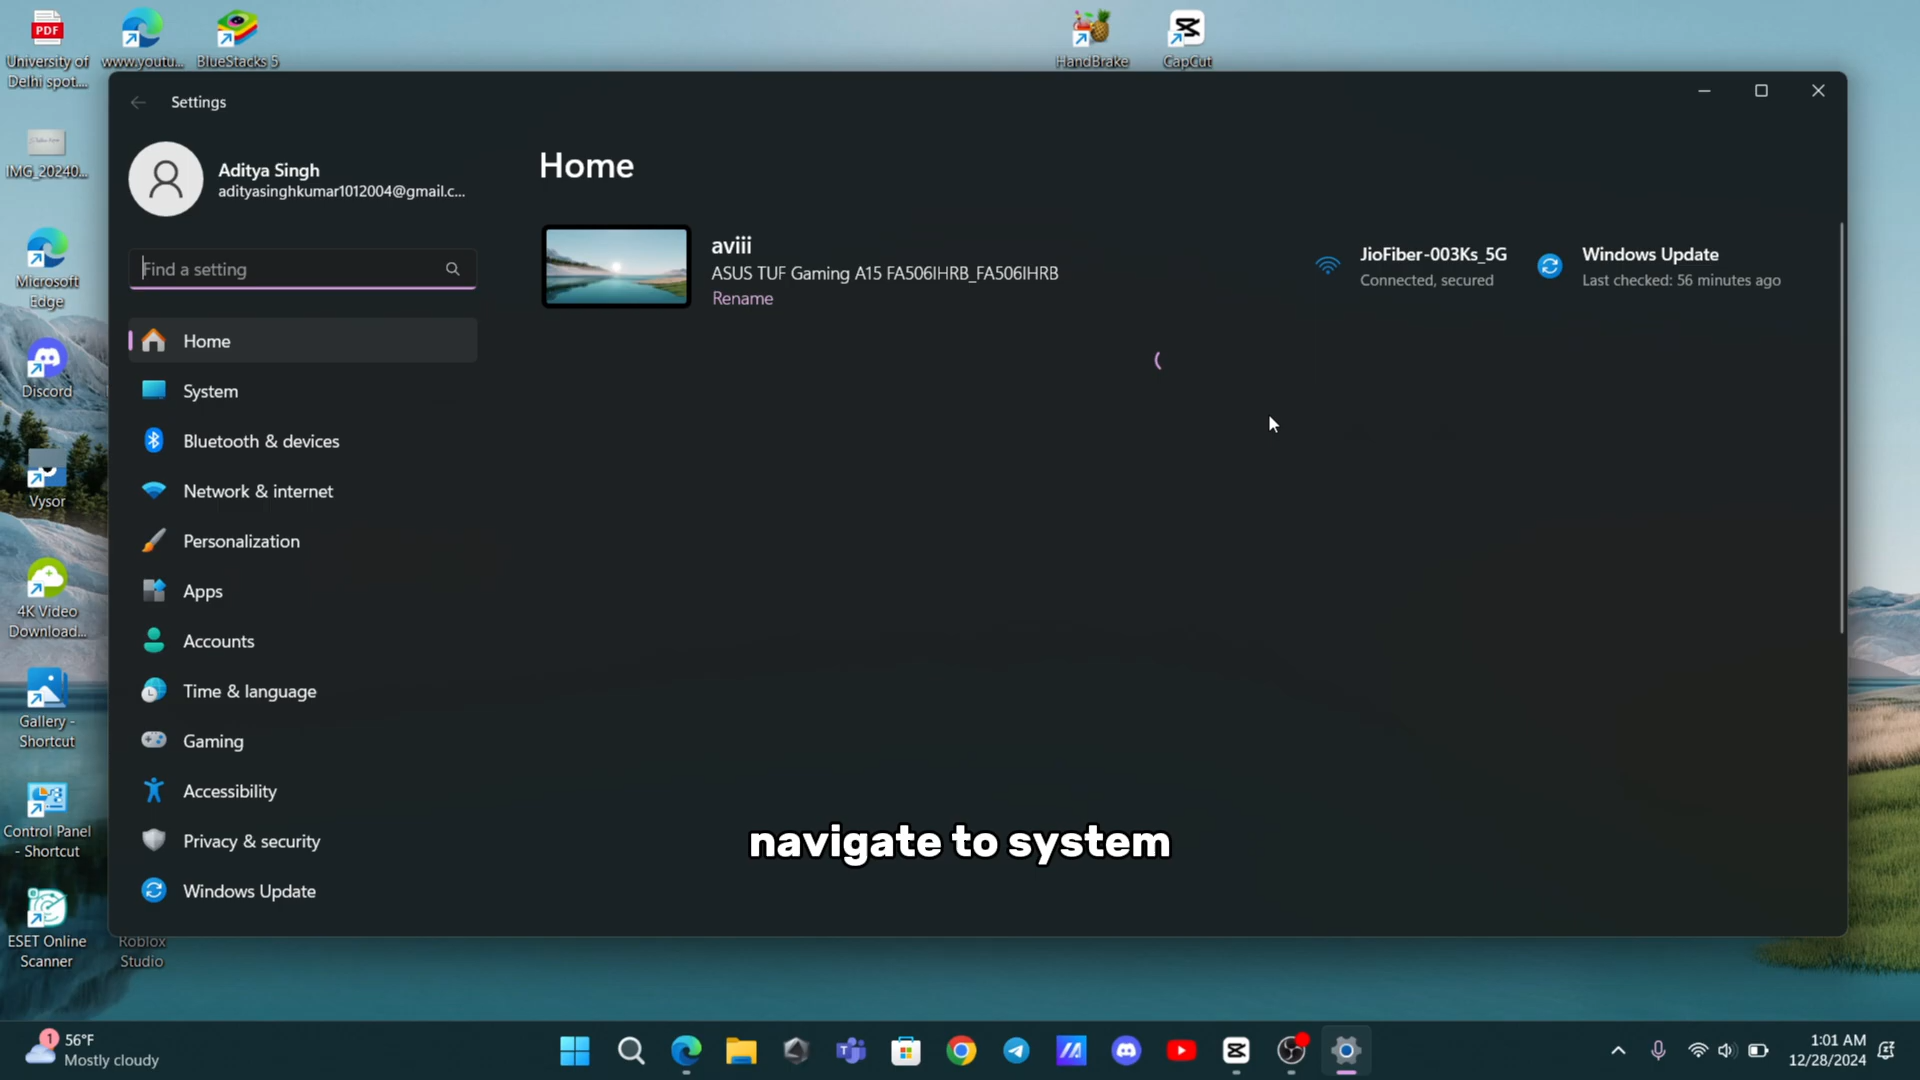 PDF
University of
Delhi spot...
www.youtu...
BlueStacks 5
HandBrake
CapCut
IMG_20240...
Microsoft
Edge
Discord
Vysor
4K Video
Download...
Gallery -
Shortcut
Control Panel
- Shortcut
ESET Online
Scanner
Roblox
Studio
Settings
Aditya Singh
adityasinghkumar1012004@gmail.c...
Find a setting
Home
System
Bluetooth & devices
Network & internet
Personalization
Apps
Accounts
Time & language
Gaming
Accessibility
Privacy & security
Windows Update
Home
aviii
ASUS TUF Gaming A15 FA506IHRB_FA506IHRB
Rename
JioFiber-003Ks_5G
Connected, secured
Windows Update
Last checked: 56 minutes ago
navigate to system
1
56°F
Mostly cloudy
1:01 AM
12/28/2024